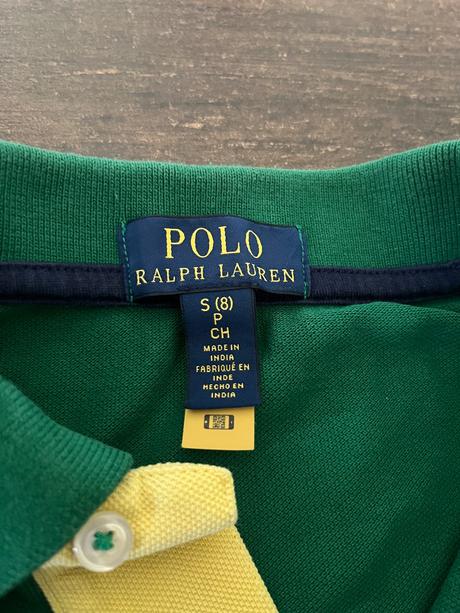 POLO
RALPH LAUREN
S (8)
P
CH
MADE IN
INDIA
FABRIQUÉ EN
INDE
HECHO EN
INDIA